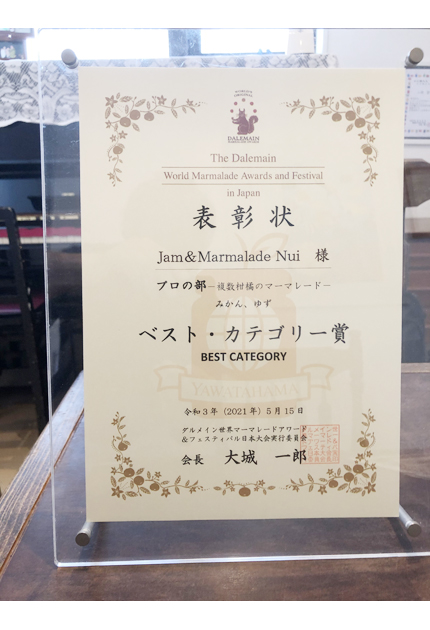 DALEMAIN
The Dalemain
World Marmalade Awards and Festival
in Japan
表彰状
Jam&Marmalade Nui 様
プロの部－複数柑橘のマーマレード－
みかん、ゆず
ベスト・カテゴリー賞
BEST CATEGORY
YAWATAHAMA
令和3年（2021年）5月15日
ダルメイン世界マーマレードアワード
&フェスティバル日本大会実行委員会
会長 大城 一郎